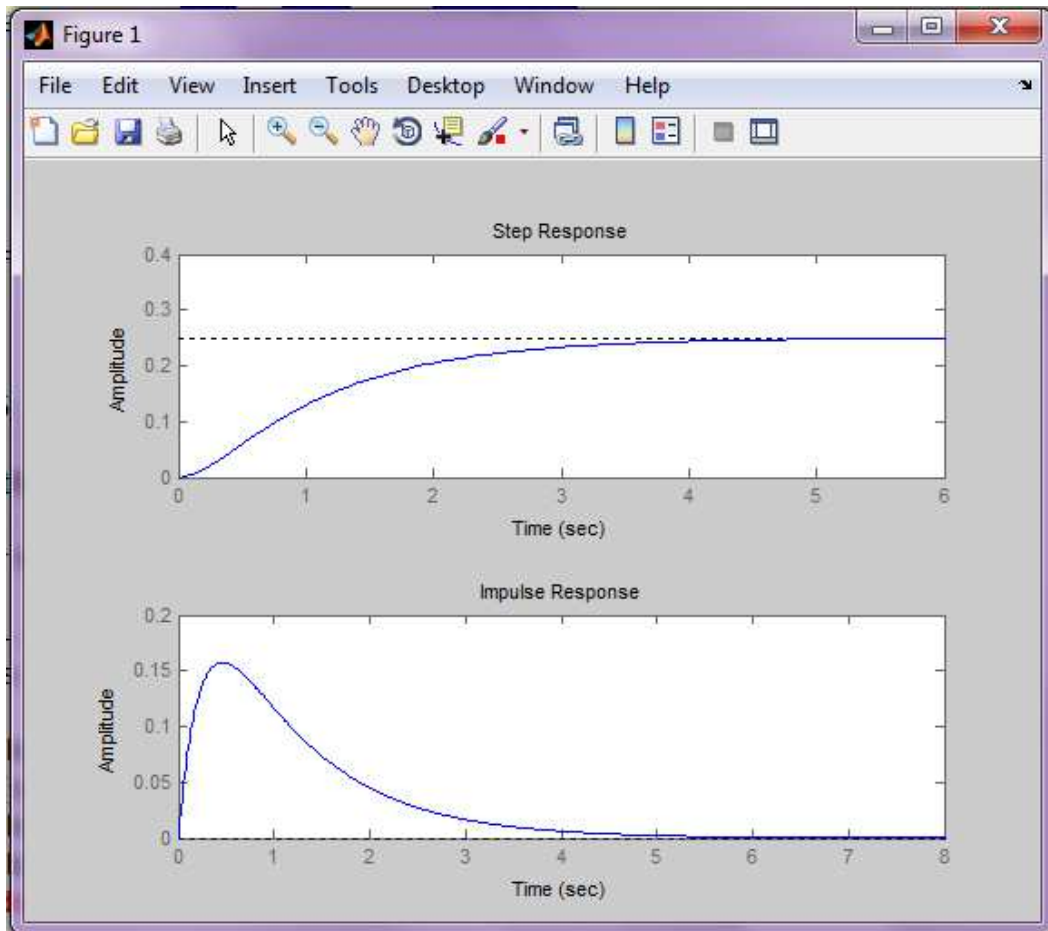 Figure 1
File Edit View Insert Tools Desktop Window Help
Step Response
0.4
0.3
0.2
0.1
0
Amplitude
0 1 2 3 4 5 6
Time (sec)
Impulse Response
0.2
0.15
0.1
0.05
0
Amplitude
0 1 2 3 4 5 6 7 8
Time (sec)